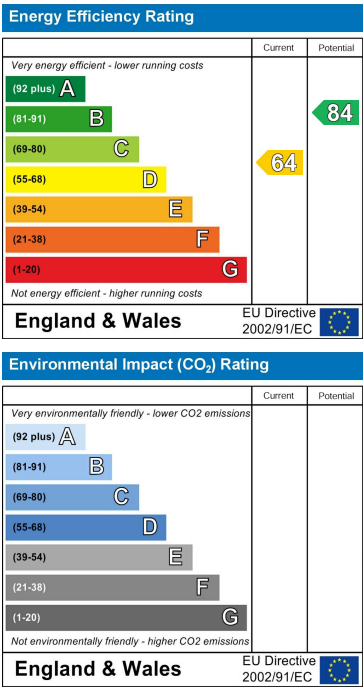 Energy Efficiency Rating
Current Potential
Very energy efficient - lower running costs
(92 plus) A
(81-91) B
84
(69-80) C
64
(55-68) D
(39-54) E
(21-38) F
(1-20) G
Not energy efficient - higher running costs
England & Wales
EU Directive
2002/91/EC
Environmental Impact (CO₂) Rating
Current Potential
Very environmentally friendly - lower CO2 emissions
(92 plus) A
(81-91) B
(69-80) C
(55-68) D
(39-54) E
(21-38) F
(1-20) G
Not environmentally friendly - higher CO2 emissions
England & Wales
EU Directive
2002/91/EC